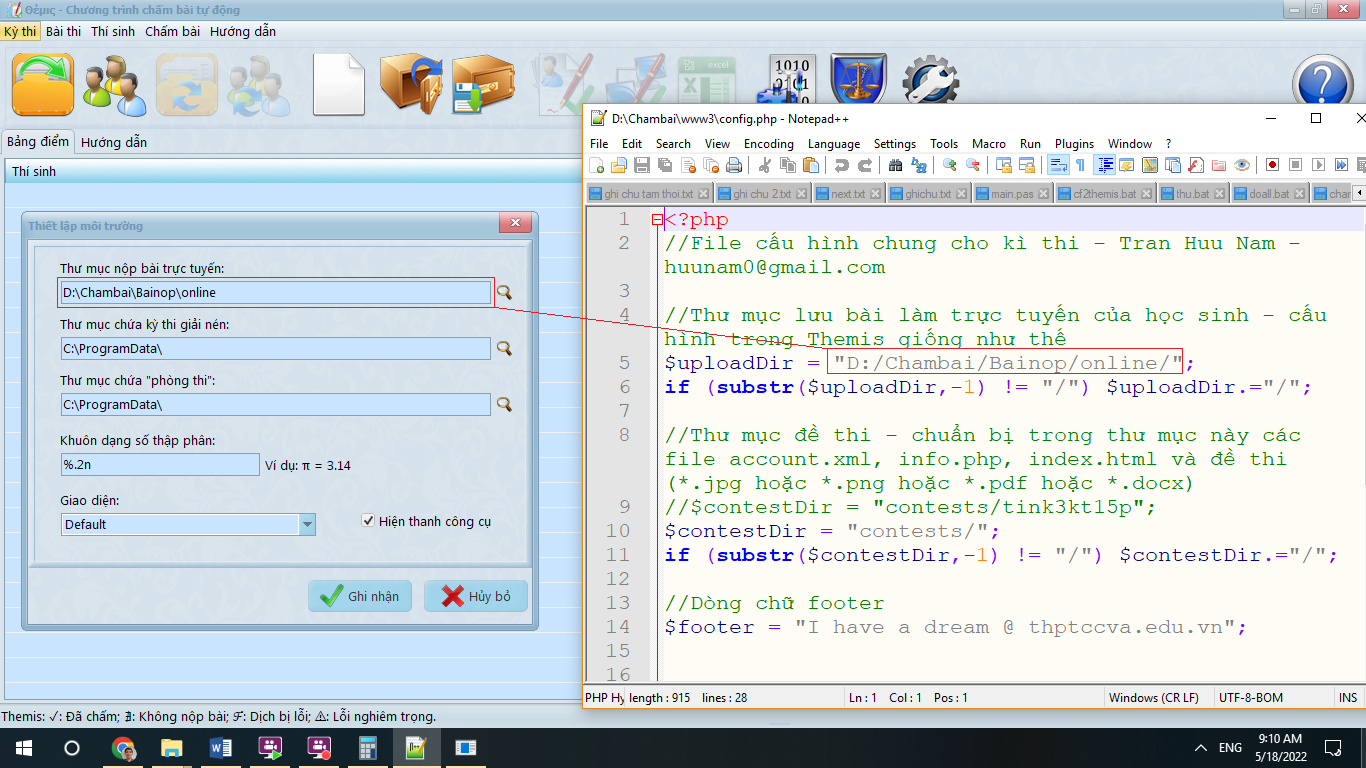 Θέμις - Chương trình chấm bài tự động
Kỳ thi Bài thi Thí sinh Chấm bài Hướng dẫn
excel
1010
0101
Bảng điểm Hướng dẫn
Thí sinh
Thiết lập môi trường
Thư mục nộp bài trực tuyến:
D:\Chambai\Bainop\online
Thư mục chứa kỳ thi giải nén:
C:\ProgramData\
Thư mục chứa "phòng thi":
C:\ProgramData\
Khuôn dạng số thập phân:
%.2n Ví dụ: π = 3.14
Giao diện:
Default Hiện thanh công cụ
Ghi nhận Hủy bỏ
D:\Chambai\www3\config.php - Notepad++
File Edit Search View Encoding Language Settings Tools Macro Run Plugins Window ?
ghi chu tam thoi.txt ghi chu 2.txt next.txt ghichu.txt main.pas cf2themis.bat thu.bat doall.bat
1 <?php
2 //File cấu hình chung cho kì thi - Tran Huu Nam -
huunam0@gmail.com
3
4 //Thư mục lưu bài làm trực tuyến của học sinh - cấu
hình trong Themis giống như thế
5 $uploadDir = "D:/Chambai/Bainop/online/";
6 if (substr($uploadDir,-1) != "/") $uploadDir.="/";
7
8 //Thư mục đề thi - chuẩn bị trong thư mục này các
file account.xml, info.php, index.html và đề thi
(*.jpg hoặc *.png hoặc *.pdf hoặc *.docx)
9 //$contestDir = "contests/tink3kt15p";
10 $contestDir = "contests/";
11 if (substr($contestDir,-1) != "/") $contestDir.="/";
12
13 //Dòng chữ footer
14 $footer = "I have a dream @ thptccva.edu.vn";
15
16
PHP Hy length : 915 lines : 28 Ln : 1 Col : 1 Pos : 1 Windows (CR LF) UTF-8-BOM INS
Themis: √: Đã chấm; ∄: Không nộp bài; ℱ: Dịch bị lỗi; ⚠: Lỗi nghiêm trọng.
ENG
9:10 AM
5/18/2022